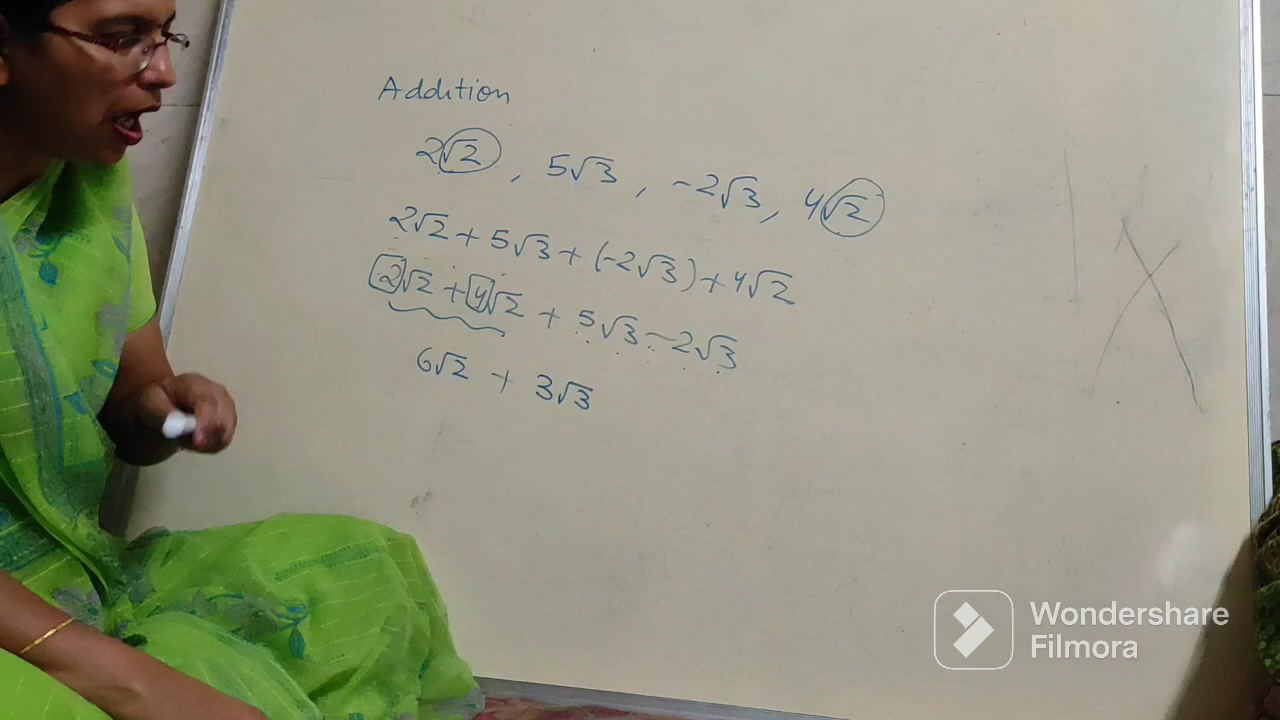 Addition
2√2 , 5√3 , -2√3, 4√2
2√2 + 5√3 + (-2√3) + 4√2
2√2 + 4√2 + 5√3 - 2√3
6√2 + 3√3
Wondershare
Filmora